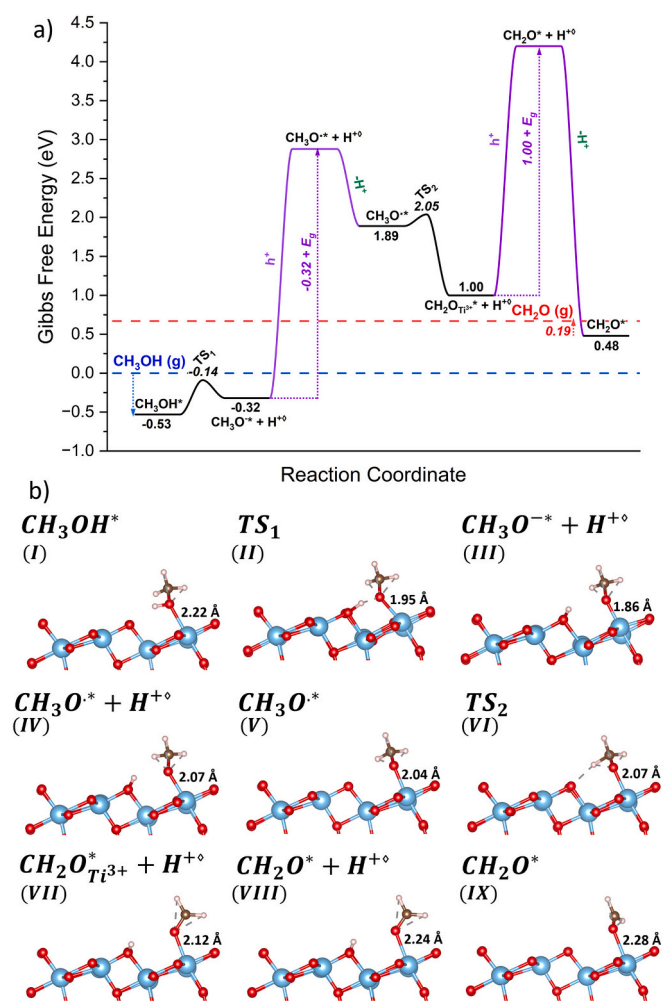 a)
Gibbs Free Energy (eV)
4.5
4.0
3.5
3.0
2.5
2.0
1.5
1.0
0.5
0.0
−0.5
−1.0
CH₃OH (g)
CH₃OH*
-0.53
TS₁
-0.14
-0.32
CH₃O⁻* + H⁺◊
h⁺
-0.32 + E_g
CH₃O·* + H⁺◊
-H⁺
CH₃O·*
1.89
TS₂
2.05
1.00
CH₂O_Ti³⁺* + H⁺◊
h⁺
1.00 + E_g
CH₂O* + H⁺◊
-H⁺
CH₂O (g)
0.19
CH₂O*
0.48
Reaction Coordinate
b)
CH₃OH*
(I)
2.22 Å
TS₁
(II)
1.95 Å
CH₃O⁻* + H⁺◊
(III)
1.86 Å
CH₃O·* + H⁺◊
(IV)
2.07 Å
CH₃O·*
(V)
2.04 Å
TS₂
(VI)
2.07 Å
CH₂O*_Ti³⁺ + H⁺◊
(VII)
2.12 Å
CH₂O* + H⁺◊
(VIII)
2.24 Å
CH₂O*
(IX)
2.28 Å